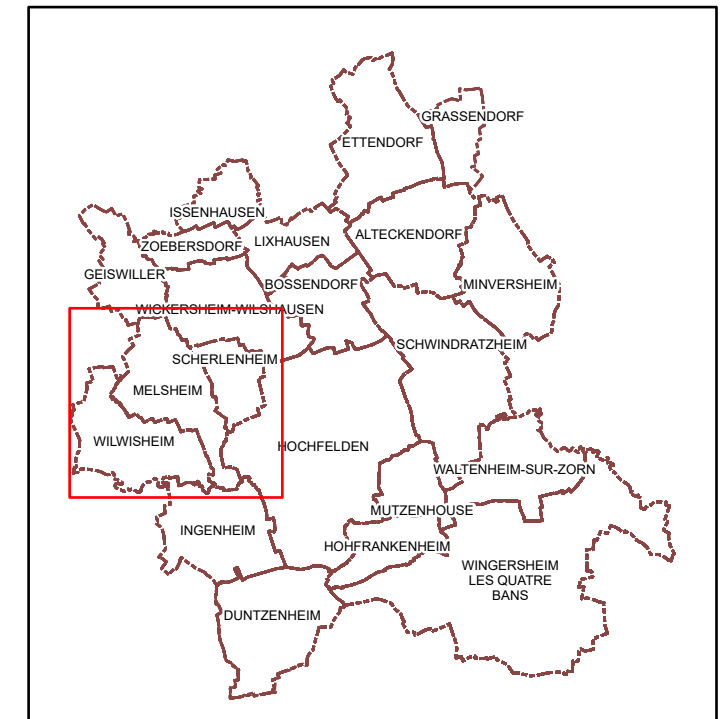 GRASSENDORF
ETTENDORF
ISSENHAUSEN
ALTECKENDORF
ZOEBERSDORF
LIXHAUSEN
GEISWILLER
BOSSENDORF
MINVERSHEIM
WICKERSHEIM-WILSHAUSEN
SCHWINDRATZHEIM
SCHERLENHEIM
MELSHEIM
WILWISHEIM
HOCHFELDEN
WALTENHEIM-SUR-ZORN
MUTZENHOUSE
INGENHEIM
HOHFRANKENHEIM
WINGERSHEIM
LES QUATRE
BANS
DUNTZENHEIM